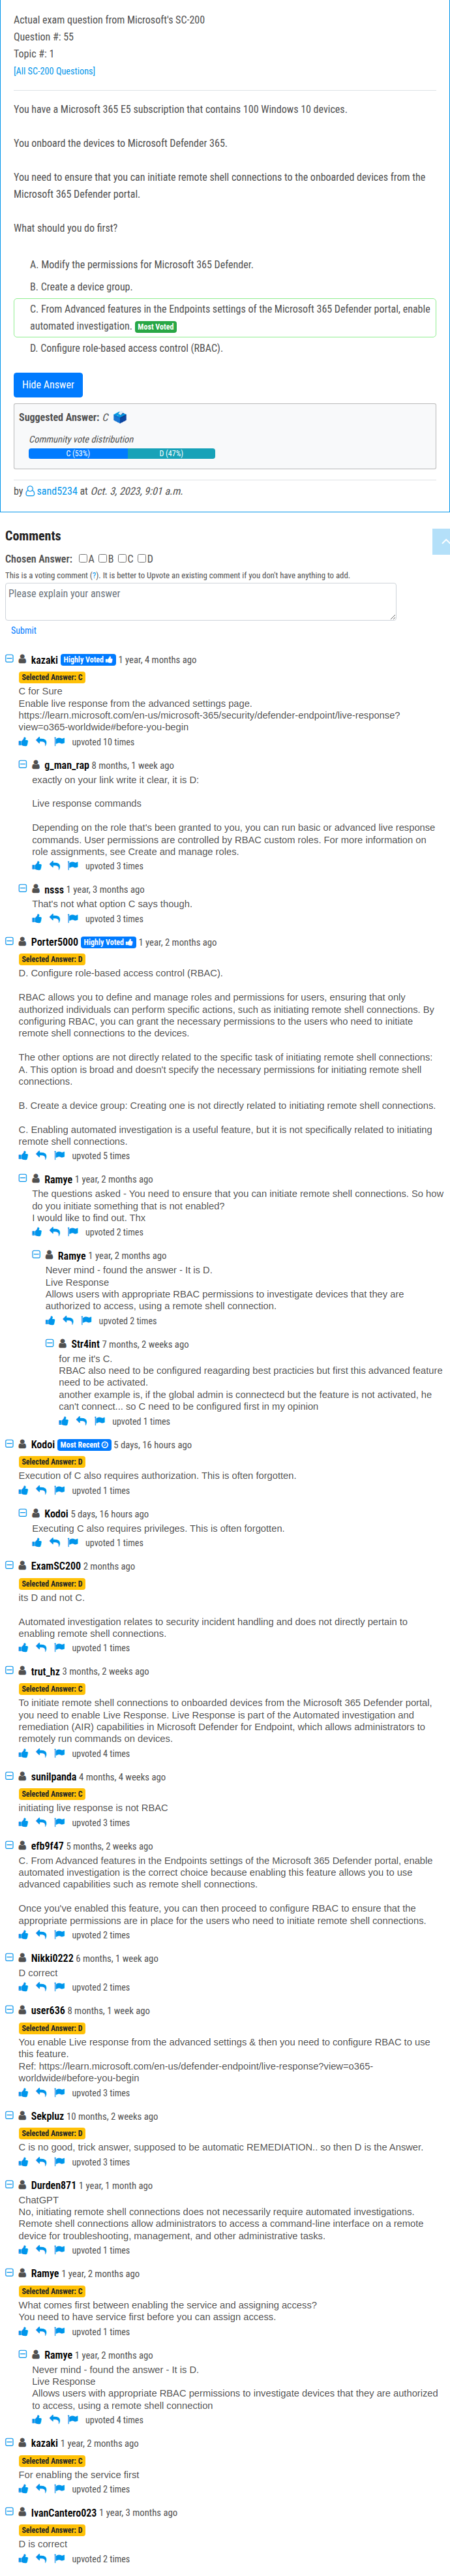 Actual exam question from Microsoft's SC-200
Question #: 55
Topic #: 1
[All SC-200 Questions]
You have a Microsoft 365 E5 subscription that contains 100 Windows 10 devices.
You onboard the devices to Microsoft Defender 365.
You need to ensure that you can initiate remote shell connections to the onboarded devices from the
Microsoft 365 Defender portal.
What should you do first?
A. Modify the permissions for Microsoft 365 Defender.
B. Create a device group.
C. From Advanced features in the Endpoints settings of the Microsoft 365 Defender portal, enable
automated investigation. Most Voted
D. Configure role-based access control (RBAC).
Hide Answer
Suggested Answer: C
Community vote distribution
C (53%) D (47%)
by sand5234 at Oct. 3, 2023, 9:01 a.m.
Comments
Chosen Answer: A B C D
This is a voting comment (?). It is better to Upvote an existing comment if you don't have anything to add.
Please explain your answer
Submit
kazaki Highly Voted 1 year, 4 months ago
Selected Answer: C
C for Sure
Enable live response from the advanced settings page.
https://learn.microsoft.com/en-us/microsoft-365/security/defender-endpoint/live-response?
view=o365-worldwide#before-you-begin
upvoted 10 times
g_man_rap 8 months, 1 week ago
exactly on your link write it clear, it is D:
Live response commands
Depending on the role that's been granted to you, you can run basic or advanced live response
commands. User permissions are controlled by RBAC custom roles. For more information on
role assignments, see Create and manage roles.
upvoted 3 times
nsss 1 year, 3 months ago
That's not what option C says though.
upvoted 3 times
Porter5000 Highly Voted 1 year, 2 months ago
Selected Answer: D
D. Configure role-based access control (RBAC).
RBAC allows you to define and manage roles and permissions for users, ensuring that only
authorized individuals can perform specific actions, such as initiating remote shell connections. By
configuring RBAC, you can grant the necessary permissions to the users who need to initiate
remote shell connections to the devices.
The other options are not directly related to the specific task of initiating remote shell connections:
A. This option is broad and doesn't specify the necessary permissions for initiating remote shell
connections.
B. Create a device group: Creating one is not directly related to initiating remote shell connections.
C. Enabling automated investigation is a useful feature, but it is not specifically related to initiating
remote shell connections.
upvoted 5 times
Ramye 1 year, 2 months ago
The questions asked - You need to ensure that you can initiate remote shell connections. So how
do you initiate something that is not enabled?
I would like to find out. Thx
upvoted 2 times
Ramye 1 year, 2 months ago
Never mind - found the answer - It is D.
Live Response
Allows users with appropriate RBAC permissions to investigate devices that they are
authorized to access, using a remote shell connection.
upvoted 2 times
Str4int 7 months, 2 weeks ago
for me it's C.
RBAC also need to be configured reagarding best practicies but first this advanced feature
need to be activated.
another example is, if the global admin is connectecd but the feature is not activated, he
can't connect... so C need to be configured first in my opinion
upvoted 1 times
Kodoi Most Recent 5 days, 16 hours ago
Selected Answer: D
Execution of C also requires authorization. This is often forgotten.
upvoted 1 times
Kodoi 5 days, 16 hours ago
Executing C also requires privileges. This is often forgotten.
upvoted 1 times
ExamSC200 2 months ago
Selected Answer: D
its D and not C.
Automated investigation relates to security incident handling and does not directly pertain to
enabling remote shell connections.
upvoted 1 times
trut_hz 3 months, 2 weeks ago
Selected Answer: C
To initiate remote shell connections to onboarded devices from the Microsoft 365 Defender portal,
you need to enable Live Response. Live Response is part of the Automated investigation and
remediation (AIR) capabilities in Microsoft Defender for Endpoint, which allows administrators to
remotely run commands on devices.
upvoted 4 times
sunilpanda 4 months, 4 weeks ago
Selected Answer: C
initiating live response is not RBAC
upvoted 3 times
efb9f47 5 months, 2 weeks ago
C. From Advanced features in the Endpoints settings of the Microsoft 365 Defender portal, enable
automated investigation is the correct choice because enabling this feature allows you to use
advanced capabilities such as remote shell connections.
Once you've enabled this feature, you can then proceed to configure RBAC to ensure that the
appropriate permissions are in place for the users who need to initiate remote shell connections.
upvoted 2 times
Nikki0222 6 months, 1 week ago
D correct
upvoted 2 times
user636 8 months, 1 week ago
Selected Answer: D
You enable Live response from the advanced settings & then you need to configure RBAC to use
this feature.
Ref: https://learn.microsoft.com/en-us/defender-endpoint/live-response?view=o365-
worldwide#before-you-begin
upvoted 3 times
Sekpluz 10 months, 2 weeks ago
Selected Answer: D
C is no good, trick answer, supposed to be automatic REMEDIATION.. so then D is the Answer.
upvoted 3 times
Durden871 1 year, 1 month ago
ChatGPT
No, initiating remote shell connections does not necessarily require automated investigations.
Remote shell connections allow administrators to access a command-line interface on a remote
device for troubleshooting, management, and other administrative tasks.
upvoted 1 times
Ramye 1 year, 2 months ago
Selected Answer: C
What comes first between enabling the service and assigning access?
You need to have service first before you can assign access.
upvoted 1 times
Ramye 1 year, 2 months ago
Never mind - found the answer - It is D.
Live Response
Allows users with appropriate RBAC permissions to investigate devices that they are authorized
to access, using a remote shell connection
upvoted 4 times
kazaki 1 year, 2 months ago
Selected Answer: C
For enabling the service first
upvoted 2 times
IvanCantero023 1 year, 3 months ago
Selected Answer: D
D is correct
upvoted 2 times